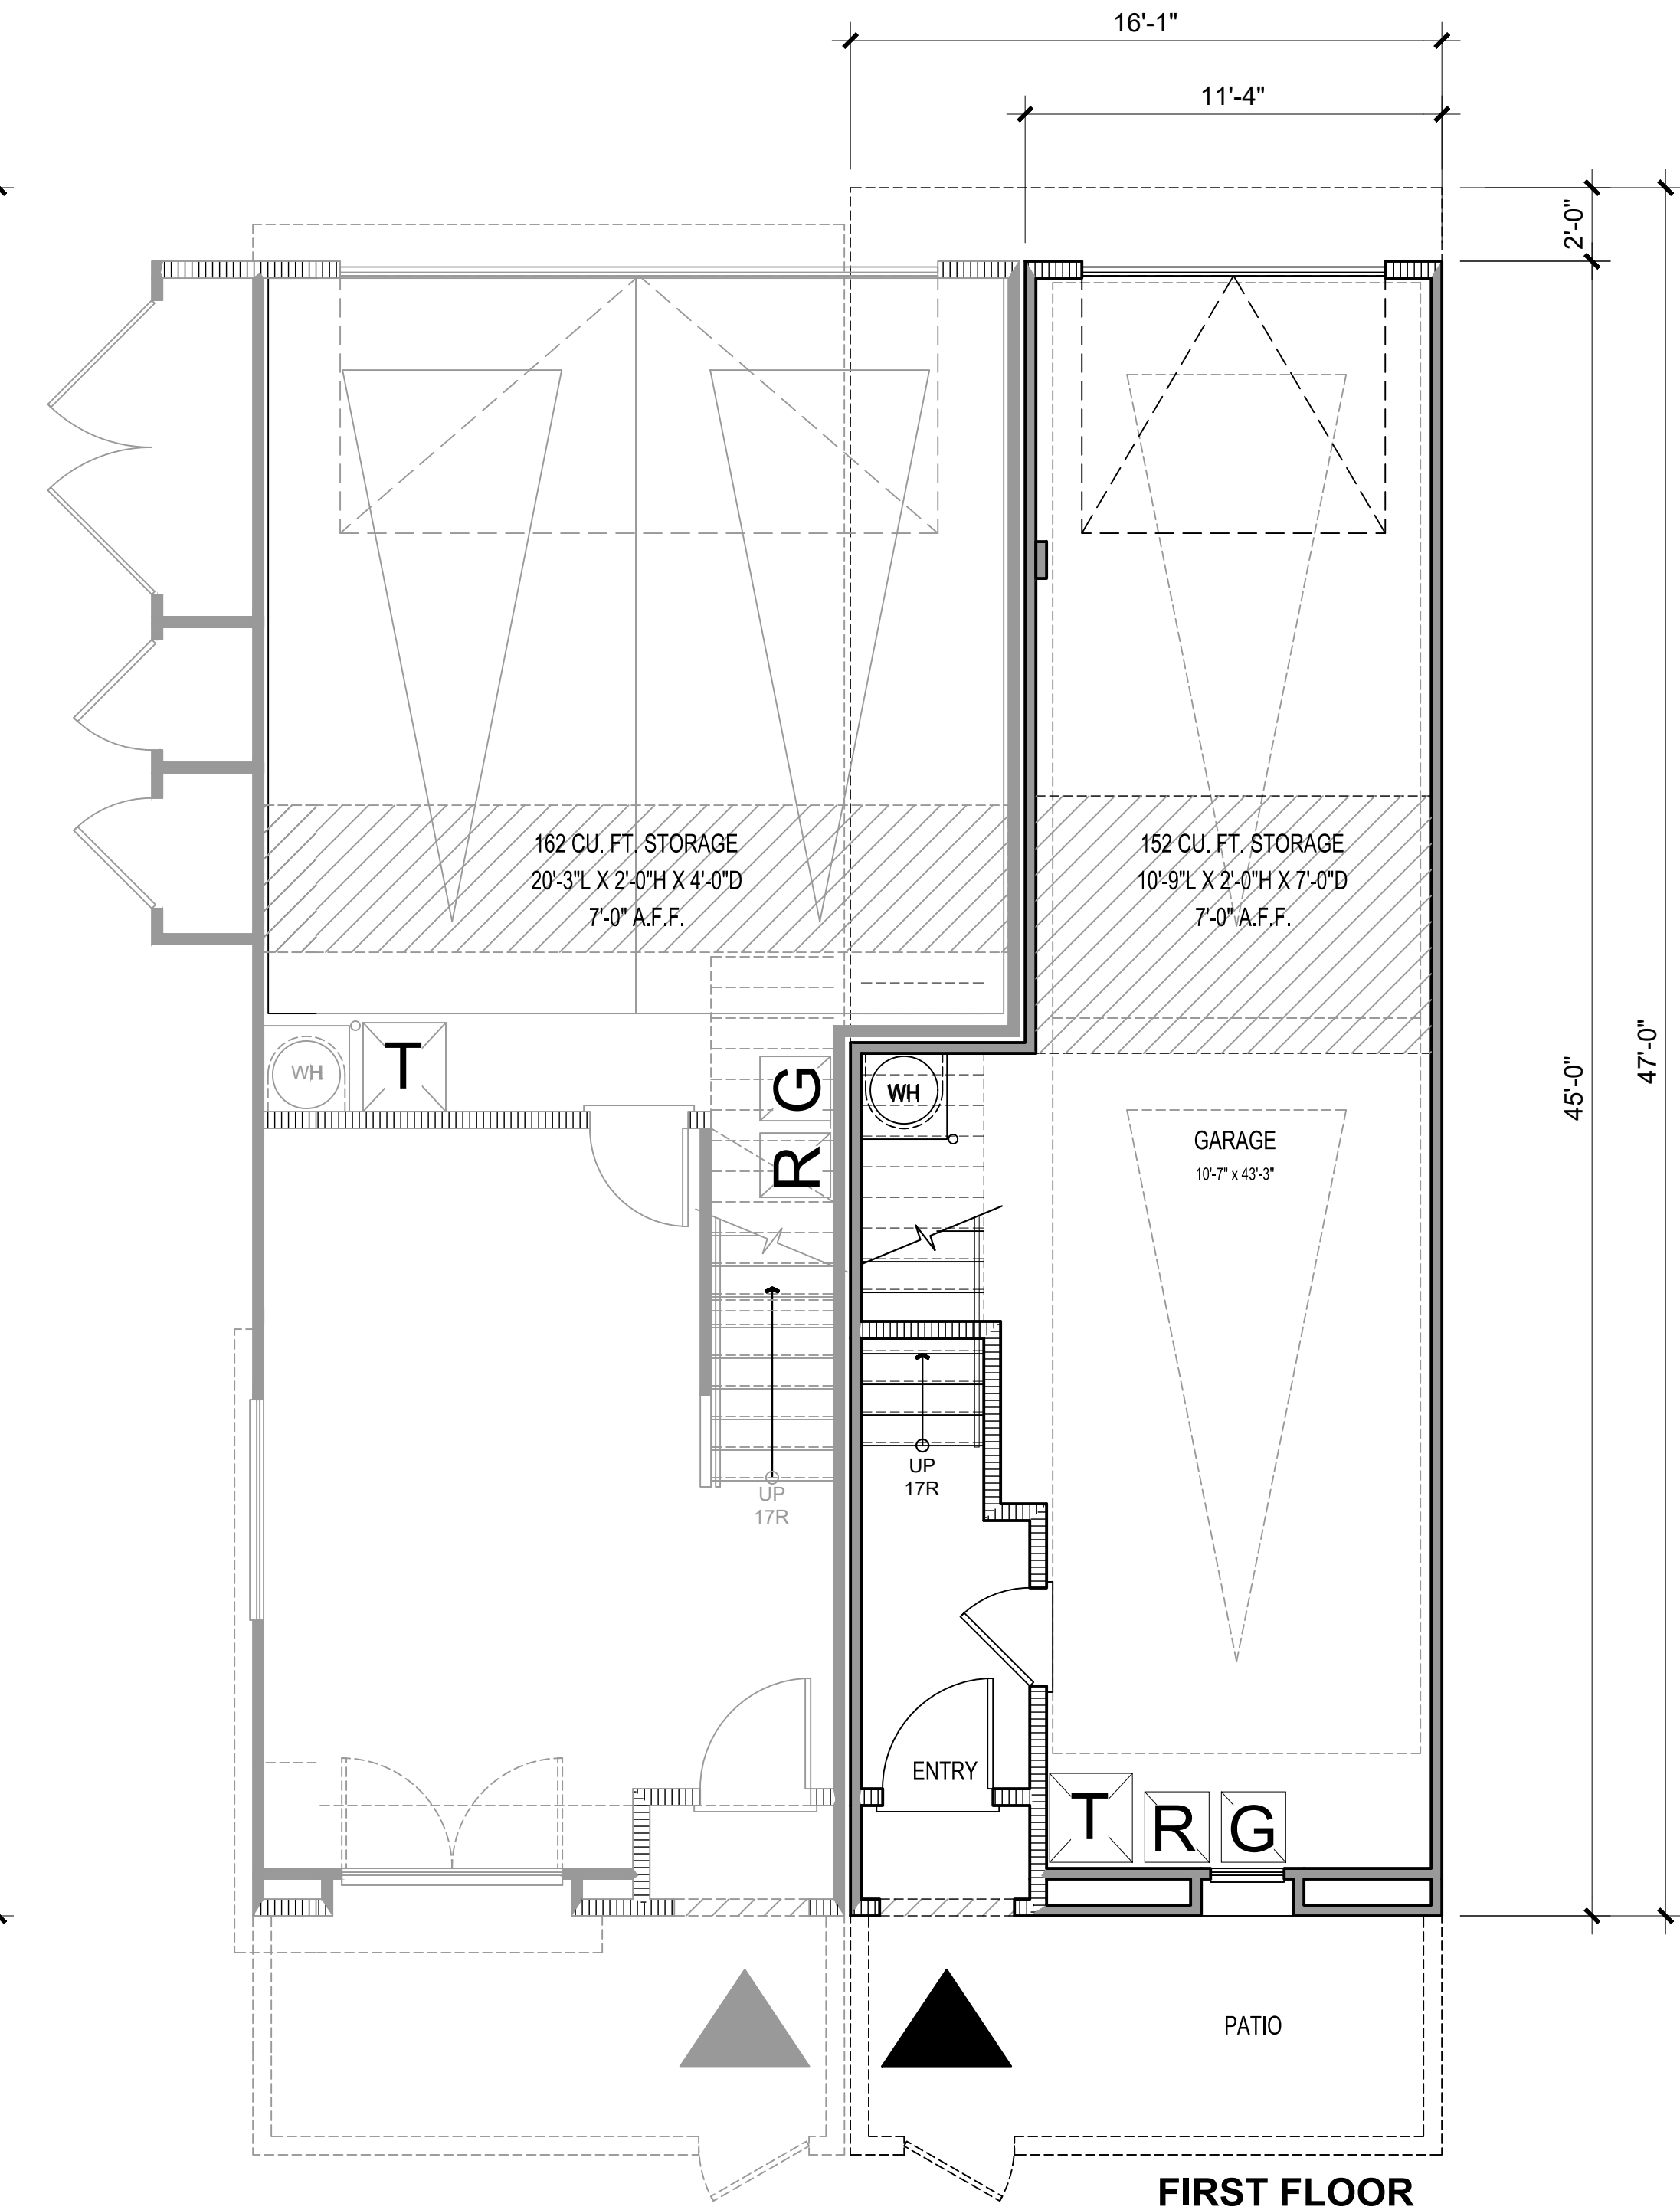 16'-1"
11'-4"
2'-0"
162 CU. FT. STORAGE
20'-3"L X 2'-0"H X 4'-0"D
7'-0" A.F.F.
152 CU. FT. STORAGE
10'-9"L X 2'-0"H X 7'-0"D
7'-0" A.F.F.
45'-0"
47'-0"
WH
T
G
R
WH
GARAGE
10'-7" x 43'-3"
UP
17R
UP
17R
ENTRY
T
R
G
PATIO
FIRST FLOOR